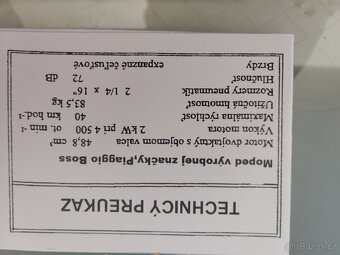 TECHNICÝ PREUKAZ
Moped výrobnej značky,Piaggio Boss
Motor dvojtaktný s objemom valca 48,8 cm³
Výkon motora 2 kW pri 4 500 ot. min⁻¹
Maximálna rýchlosť 40 km hod.⁻¹
Užitočná hmotnosť 83,5 kg
Rozmery pneumatík 2 1/4 x 16"
Hlučnosť 72 dB
Brzdy expanzné čeľusťové